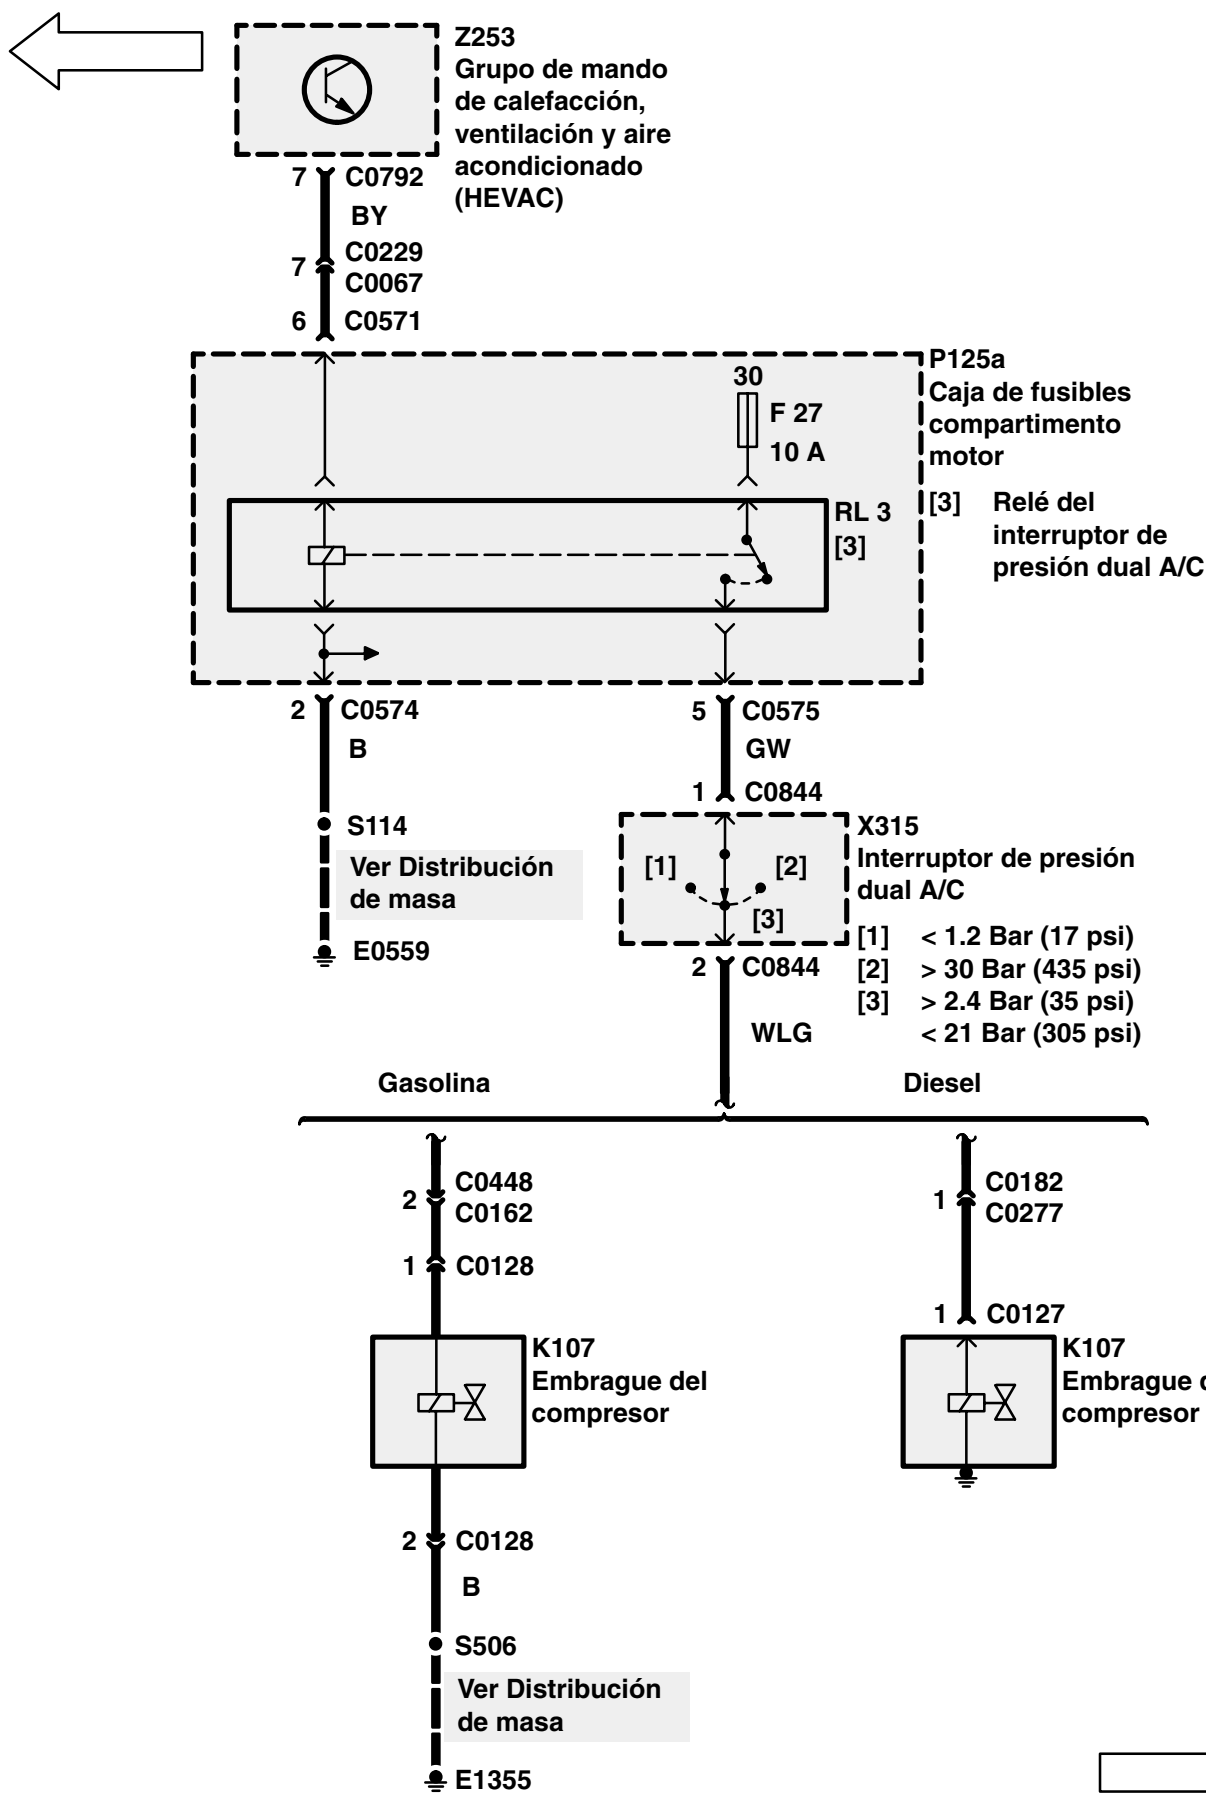 Z253
Grupo de mando
de calefacción,
ventilación y aire
acondicionado
(HEVAC)
7 C0792
BY
7 C0229
C0067
6 C0571
P125a
Caja de fusibles
compartimento
motor
30
F 27
10 A
RL 3
[3]
[3] Relé del
interruptor de
presión dual A/C
2 C0574
B
5 C0575
GW
1 C0844
S114
Ver Distribución
de masa
E0559
X315
Interruptor de presión
dual A/C
[1] [2]
[3]
[1] < 1.2 Bar (17 psi)
[2] > 30 Bar (435 psi)
[3] > 2.4 Bar (35 psi)
< 21 Bar (305 psi)
2 C0844
WLG
Gasolina
Diesel
2 C0448
C0162
1 C0128
K107
Embrague del
compresor
2 C0128
B
S506
Ver Distribución
de masa
E1355
1 C0182
C0277
1 C0127
K107
Embrague
compresor